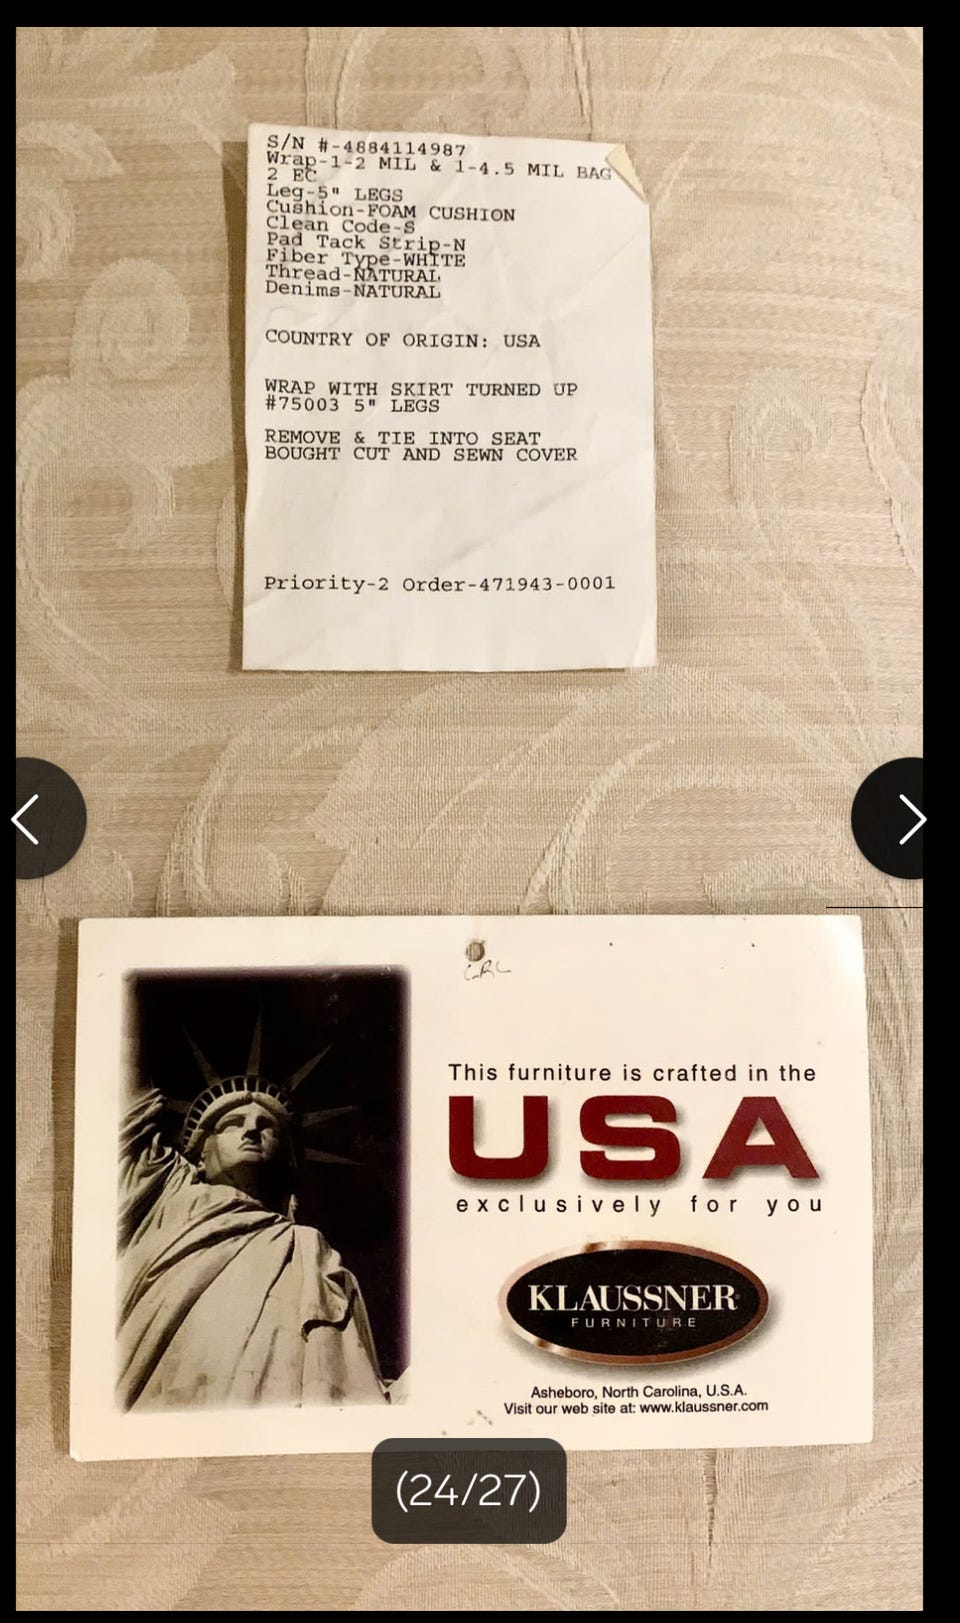 S/N #-4884114987
Wrap-1-2 MIL & 1-4.5 MIL BAG
2 EC
Leg-5" LEGS
Cushion-FOAM CUSHION
Clean Code-S
Pad Tack Strip-N
Fiber Type-WHITE
Thread-NATURAL
Denims-NATURAL
COUNTRY OF ORIGIN: USA
WRAP WITH SKIRT TURNED UP
#75003 5" LEGS
REMOVE & TIE INTO SEAT
BOUGHT CUT AND SEWN COVER
Priority-2 Order-471943-0001
This furniture is crafted in the
USA
exclusively for you
KLAUSSNER
FURNITURE
Asheboro, North Carolina, U.S.A.
Visit our web site at: www.klaussner.com
(24/27)